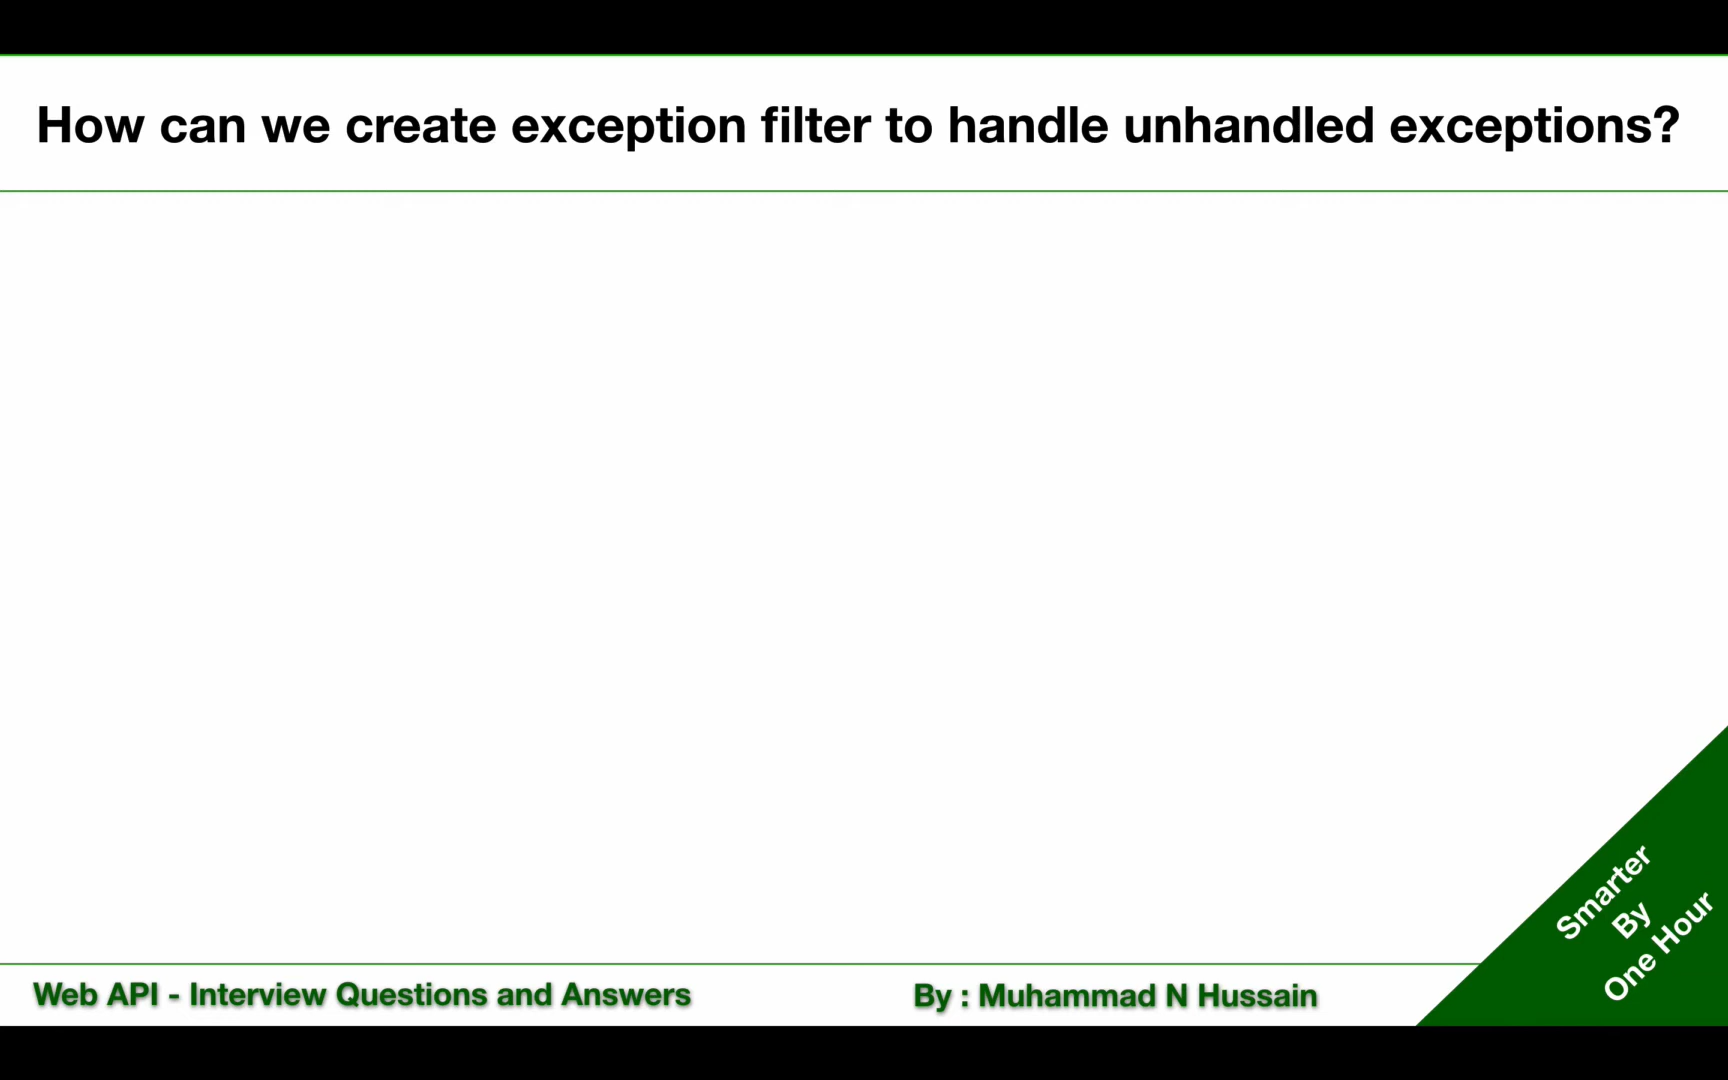 How can we create exception filter to handle unhandled exceptions?
Smarter
By
One Hour
Web API - Interview Questions and Answers
By : Muhammad N Hussain